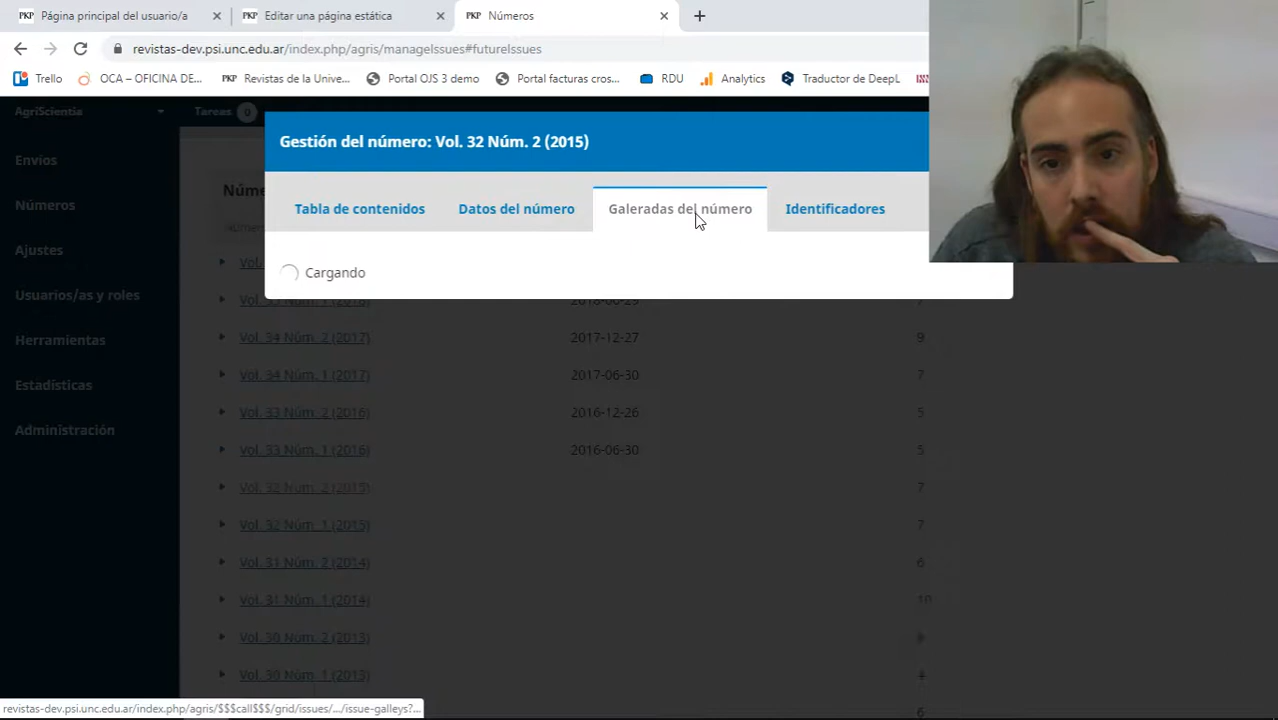 PKP Página principal del usuario/a
PKP Editar una página estática
PKP Números
revistas-dev.psi.unc.edu.ar/index.php/agris/manageIssues#futureIssues
Trello
OCA – OFICINA DE...
PKP Revistas de la Unive...
Portal OJS 3 demo
Portal facturas cros...
RDU
Analytics
Traductor de DeepL
AgriScientia
Tareas 0
Gestión del número: Vol. 32 Núm. 2 (2015)
Envíos
Números
Ajustes
Usuarios/as y roles
Herramientas
Estadísticas
Administración
Tabla de contenidos
Datos del número
Galeradas del número
Identificadores
Cargando
Vol. 34 Núm. 2 (2017) 2017-12-27 9
Vol. 34 Núm. 1 (2017) 2017-06-30 7
Vol. 33 Núm. 2 (2016) 2016-12-26 5
Vol. 33 Núm. 1 (2016) 2016-06-30 5
Vol. 32 Núm. 2 (2015) 7
Vol. 32 Núm. 1 (2015) 7
Vol. 31 Núm. 2 (2014) 6
Vol. 31 Núm. 1 (2014) 10
Vol. 30 Núm. 2 (2013)
Vol. 30 Núm. 1 (2013)
6
revistas-dev.psi.unc.edu.ar/index.php/agris/$$$call$$$/grid/issues/.../issue-galleys?...